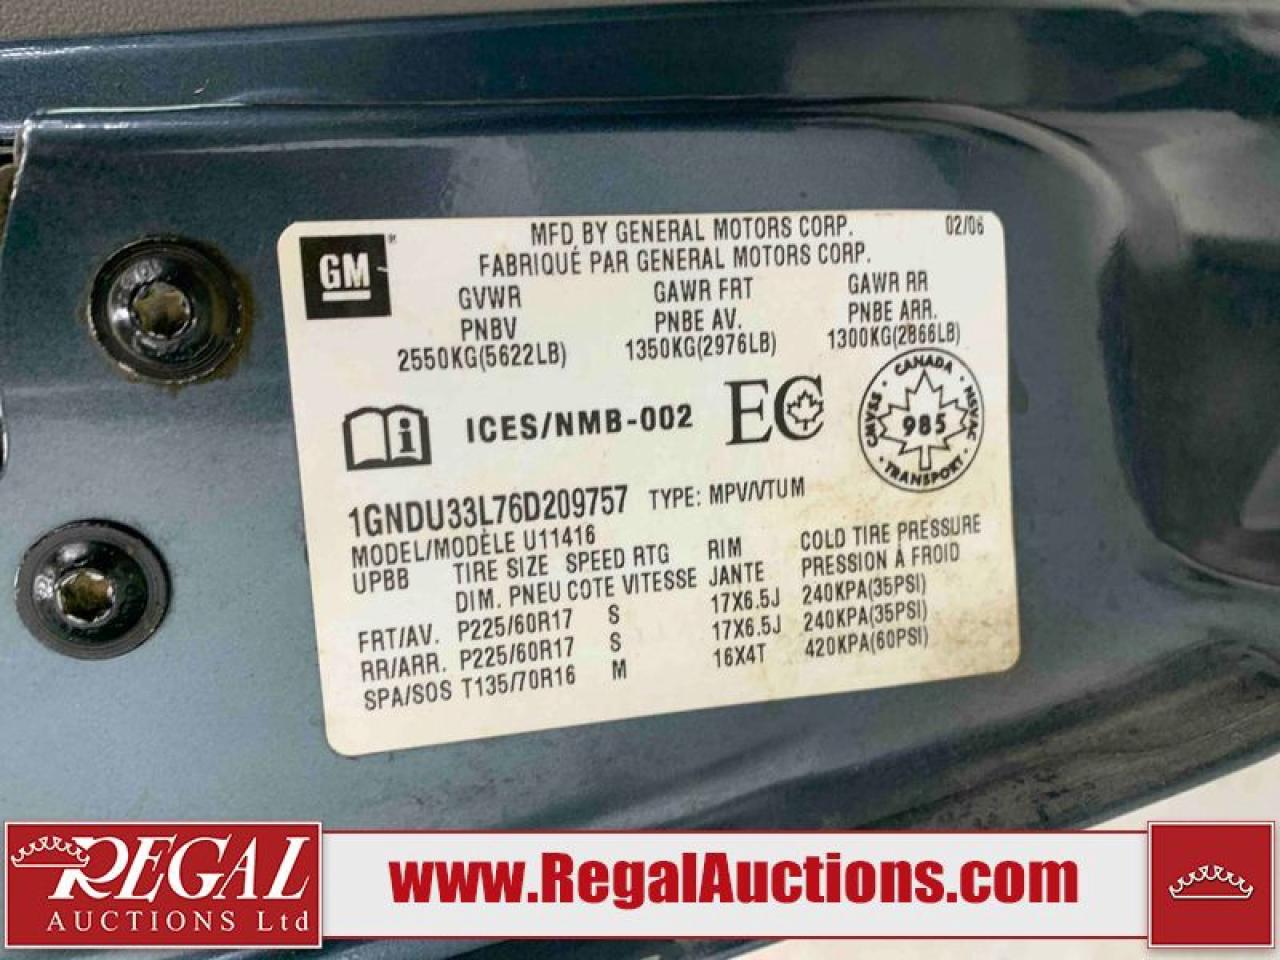 GM
MFD BY GENERAL MOTORS CORP. 02/06
FABRIQUÉ PAR GENERAL MOTORS CORP.
GVWR GAWR FRT GAWR RR
PNBV PNBE AV. PNBE ARR.
2550KG(5622LB) 1350KG(2976LB) 1300KG(2866LB)
ICES/NMB-002 EC
CANADA
CMVSS 985 NSVAC
TRANSPORT
1GNDU33L76D209757 TYPE: MPV/VTUM
MODEL/MODÈLE U11416
UPBB TIRE SIZE SPEED RTG RIM COLD TIRE PRESSURE
DIM. PNEU COTE VITESSE JANTE PRESSION À FROID
FRT/AV. P225/60R17 S 17X6.5J 240KPA(35PSI)
RR/ARR. P225/60R17 S 17X6.5J 240KPA(35PSI)
SPA/SOS T135/70R16 M 16X4T 420KPA(60PSI)
REGAL
AUCTIONS Ltd
www.RegalAuctions.com